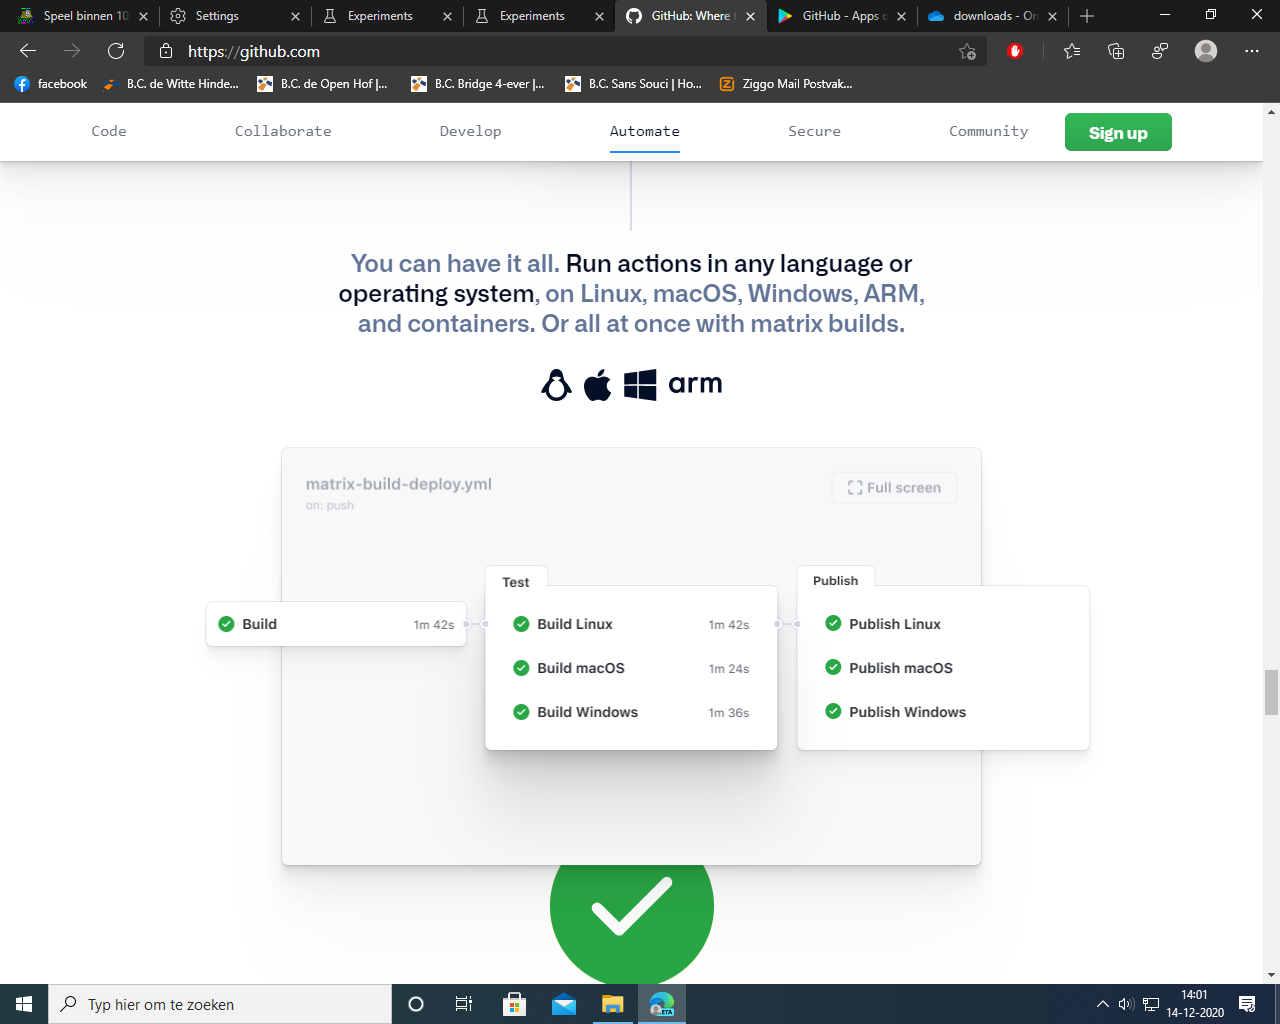 Speel binnen 10
Settings
Experiments
Experiments
GitHub: Where
GitHub - Apps
downloads - On
https://github.com
facebook
B.C. de Witte Hinde...
B.C. de Open Hof |...
B.C. Bridge 4-ever |...
B.C. Sans Souci | Ho...
Ziggo Mail Postvak...
Code
Collaborate
Develop
Automate
Secure
Community
Sign up
You can have it all. Run actions in any language or
operating system, on Linux, macOS, Windows, ARM,
and containers. Or all at once with matrix builds.
arm
matrix-build-deploy.yml
on: push
Full screen
Build
1m 42s
Test
Build Linux
1m 42s
Build macOS
1m 24s
Build Windows
1m 36s
Publish
Publish Linux
Publish macOS
Publish Windows
Typ hier om te zoeken
BETA
14:01
14-12-2020